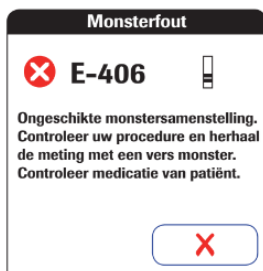 Monsterfout
E-406
Ongeschikte monstersamenstelling.
Controleer uw procedure en herhaal
de meting met een vers monster.
Controleer medicatie van patiënt.